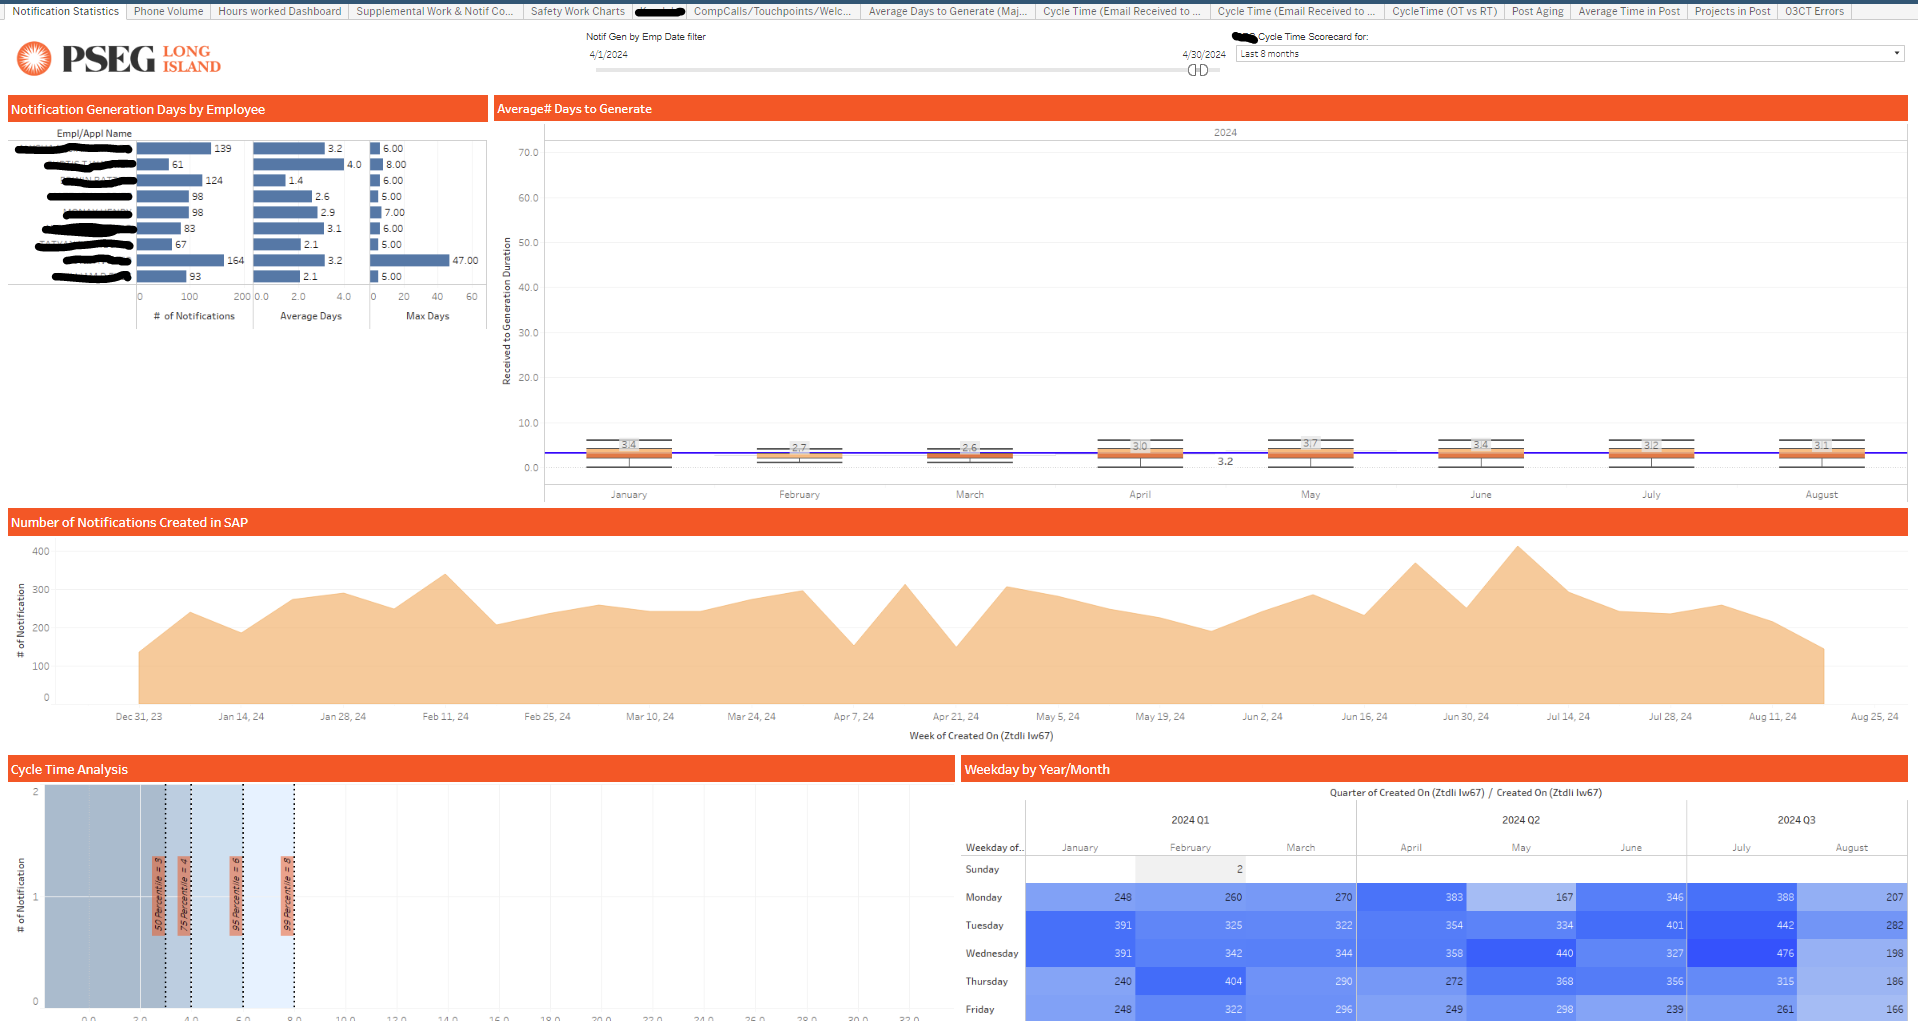 Notification Statistics Phone Volume Hours worked Dashboard Supplemental Work & Notif Co... Safety Work Charts CompCalls/Touchpoints/Welc... Average Days to Generate (Maj... Cycle Time (Email Received to ... Cycle Time (Email Received to ... CycleTime (OT vs RT) Post Aging Average Time in Post Projects in Post 03CT Errors
PSEG LONG ISLAND
Notif Gen by Emp Date filter
4/1/2024 4/30/2024
Cycle Time Scorecard for:
Last 8 months
Notification Generation Days by Employee
Empl/Appl Name
139 3.2 6.00
61 4.0 8.00
124 1.4 6.00
98 2.6 5.00
98 2.9 7.00
83 3.1 6.00
67 2.1 5.00
164 3.2 47.00
93 2.1 5.00
0 100 200 0.0 2.0 4.0 0 20 40 60
# of Notifications Average Days Max Days
Average# Days to Generate
2024
Received to Generation Duration
70.0
60.0
50.0
40.0
30.0
20.0
10.0
0.0
3.4 2.7 2.6 3.0 3.7 3.4 3.2 3.1
3.2
January February March April May June July August
Number of Notifications Created in SAP
# of Notification
400
300
200
100
0
Dec 31, 23 Jan 14, 24 Jan 28, 24 Feb 11, 24 Feb 25, 24 Mar 10, 24 Mar 24, 24 Apr 7, 24 Apr 21, 24 May 5, 24 May 19, 24 Jun 2, 24 Jun 16, 24 Jun 30, 24 Jul 14, 24 Jul 28, 24 Aug 11, 24 Aug 25, 24
Week of Created On (Ztdli Iw67)
Cycle Time Analysis
# of Notification
2
1
0
50 Percentile = 3
75 Percentile = 4
95 Percentile = 6
99 Percentile = 8
0.0 2.0 4.0 6.0 8.0 10.0 12.0 14.0 16.0 18.0 20.0 22.0 24.0 26.0 28.0 30.0 32.0
Weekday by Year/Month
Quarter of Created On (Ztdli Iw67) / Created On (Ztdli Iw67)
2024 Q1 2024 Q2 2024 Q3
Weekday of.. January February March April May June July August
Sunday 2
Monday 248 260 270 383 167 346 388 207
Tuesday 391 325 322 354 334 401 442 282
Wednesday 391 342 344 358 440 327 476 198
Thursday 240 404 290 272 368 356 315 186
Friday 248 322 296 249 298 239 261 166